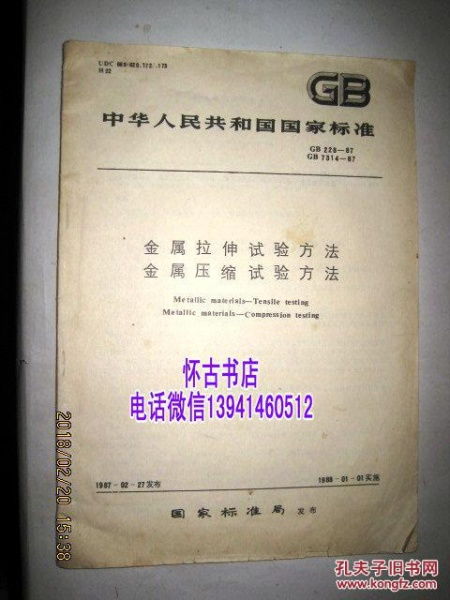 UDC 669-620.172/.173
H 22
GB
中华人民共和国国家标准
GB 228—87
GB 7314—87
金属拉伸试验方法
金属压缩试验方法
Metallic materials—Tensile testing
Metallic materials—Compression testing
怀古书店
电话微信13941460512
1987-02-27发布
1988-01-01实施
国家标准局 发布
2018/02/20 15:38
孔夫子旧书网
www.kongfz.com